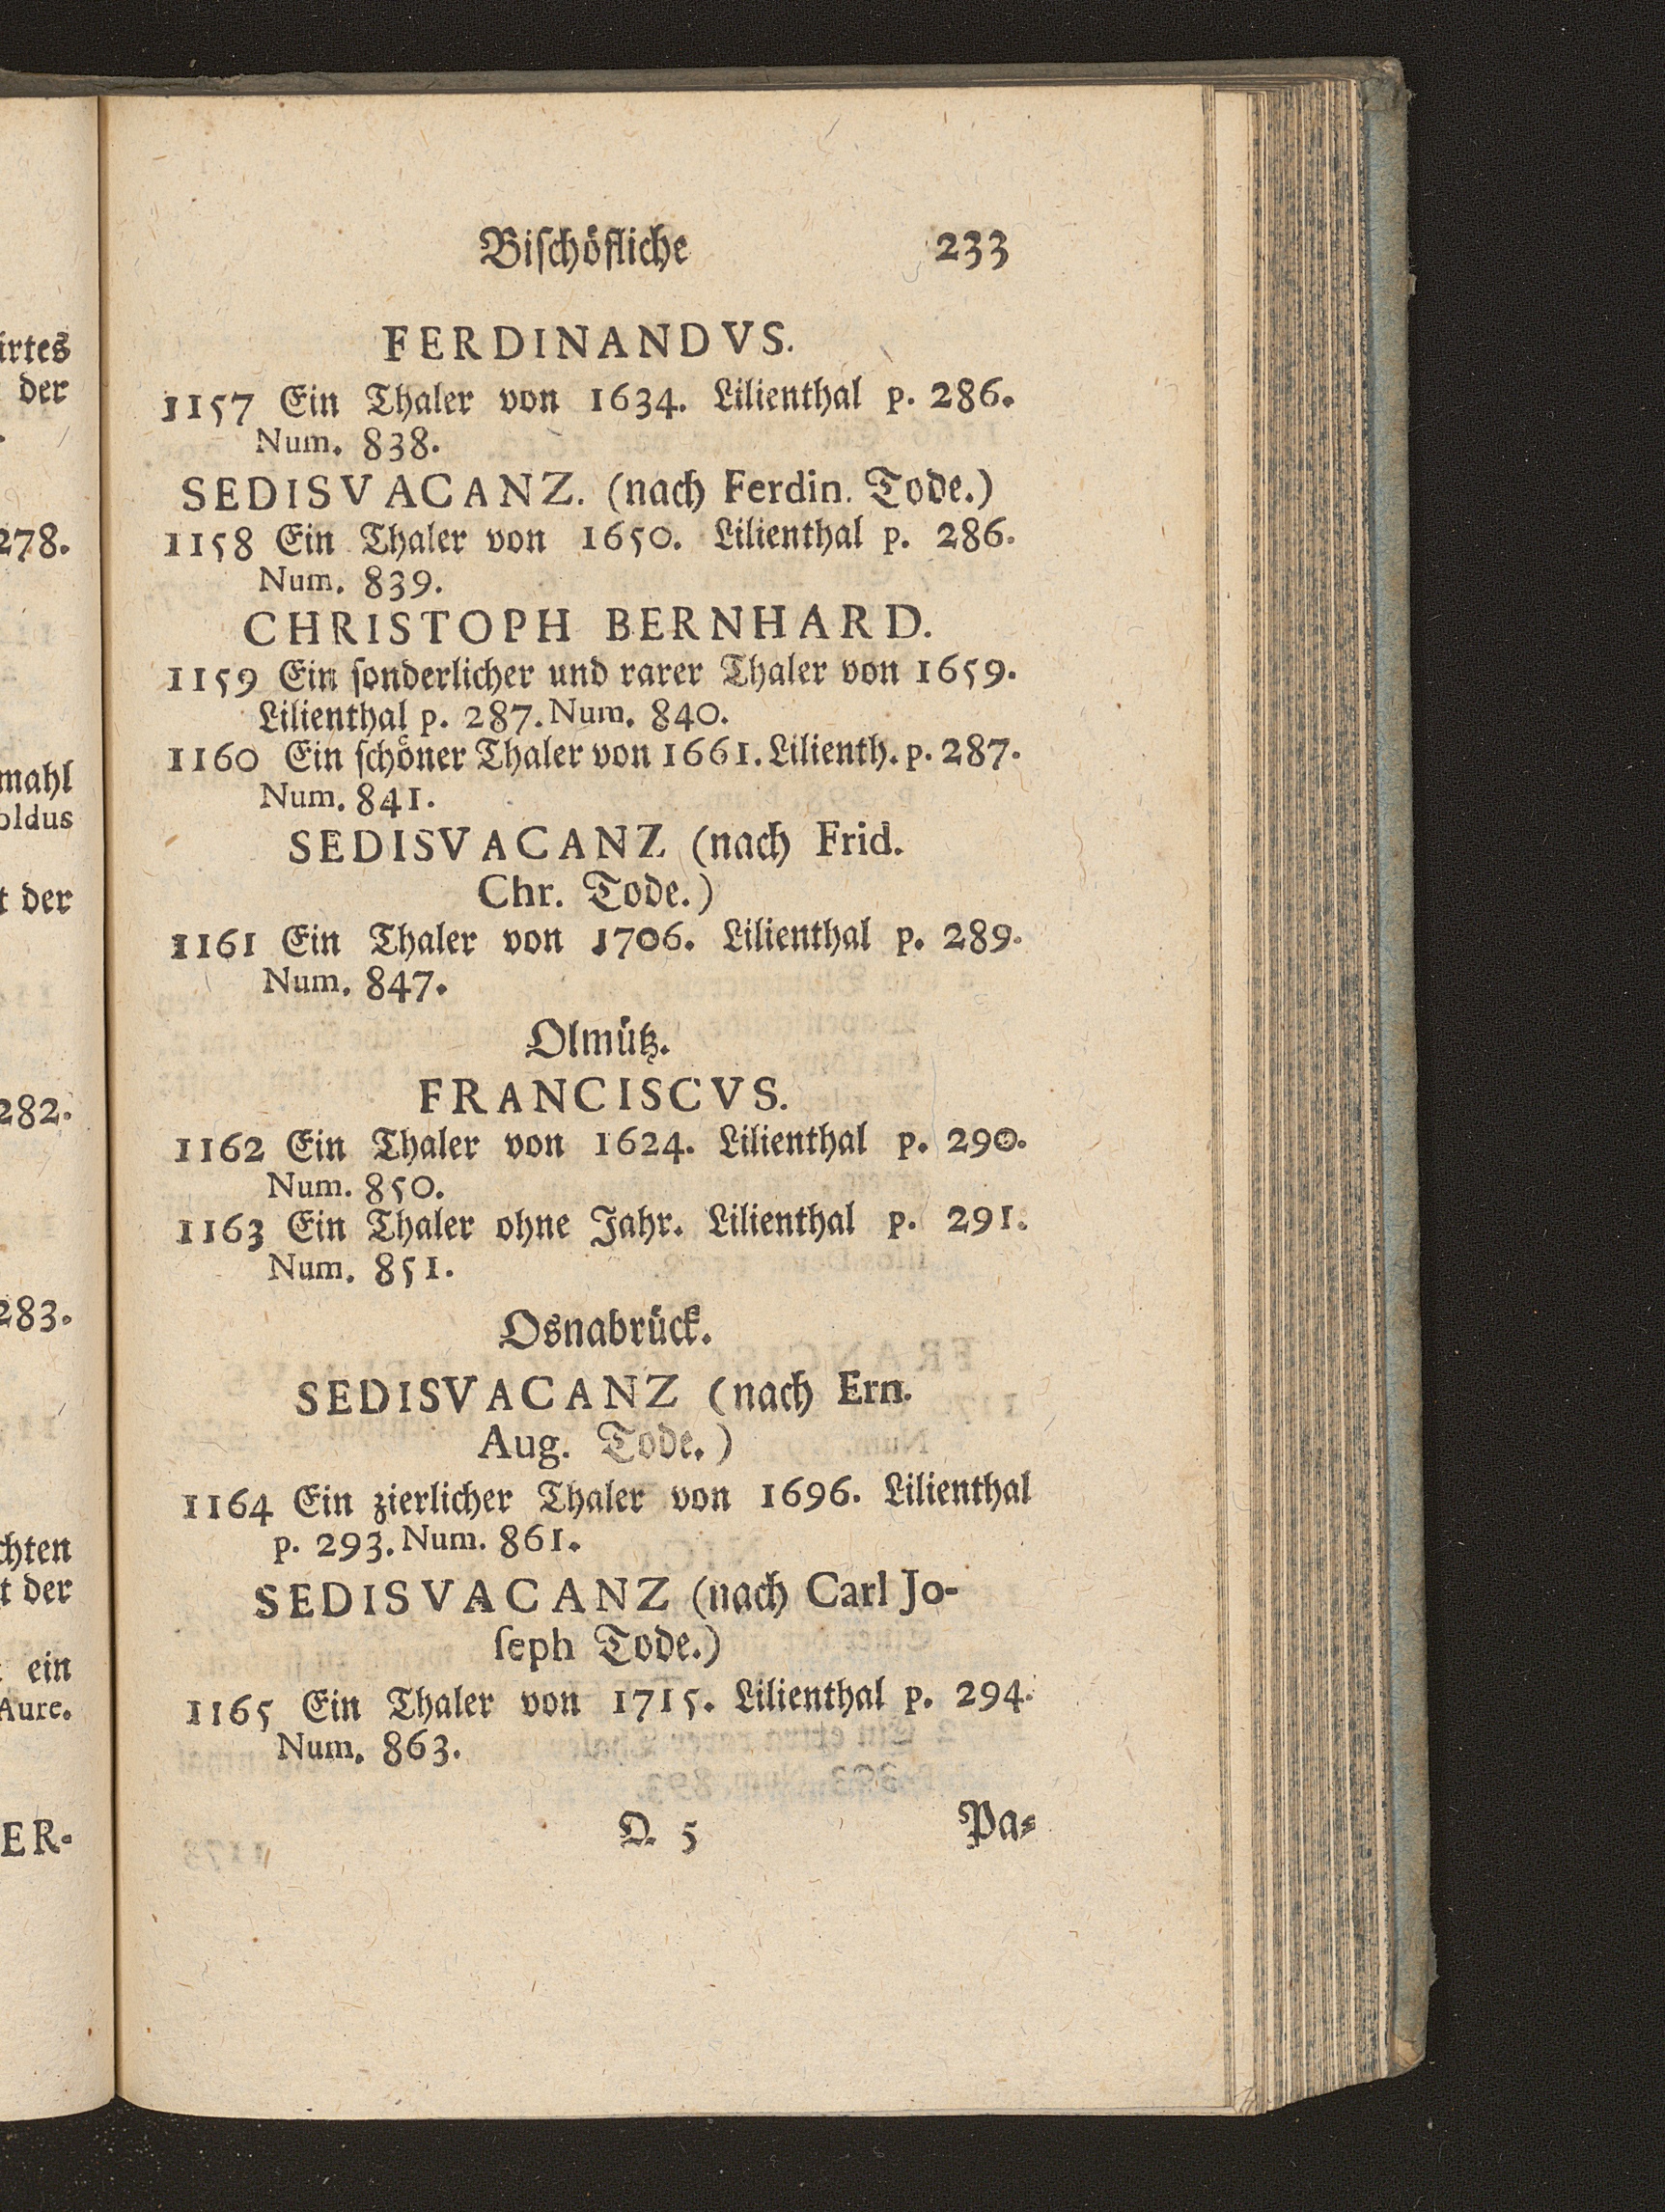 Biſchöfliche 233
FERDINANDVS.
1157 Ein Thaler von 1634. Lilienthal p. 286.
Num. 838.
SEDISVACANZ. (nach Ferdin. Tode.)
1158 Ein Thaler von 1650. Lilienthal p. 286.
Num. 839.
CHRISTOPH BERNHARD.
1159 Ein ſonderlicher und rarer Thaler von 1659.
Lilienthal p. 287. Num. 840.
1160 Ein ſchöner Thaler von 1661. Lilienth. p. 287.
Num. 841.
SEDISVACANZ (nach Frid.
Chr. Tode.)
1161 Ein Thaler von 1706. Lilienthal p. 289.
Num. 847.
Olmütz.
FRANCISCVS.
1162 Ein Thaler von 1624. Lilienthal p. 290.
Num. 850.
1163 Ein Thaler ohne Jahr. Lilienthal p. 291.
Num. 851.
Osnabrück.
SEDISVACANZ (nach Ern.
Aug. Tode.)
1164 Ein zierlicher Thaler von 1696. Lilienthal
p. 293. Num. 861.
SEDISVACANZ (nach Carl Jo-
ſeph Tode.)
1165 Ein Thaler von 1715. Lilienthal p. 294.
Num. 863.
Q 5 Pa⸗